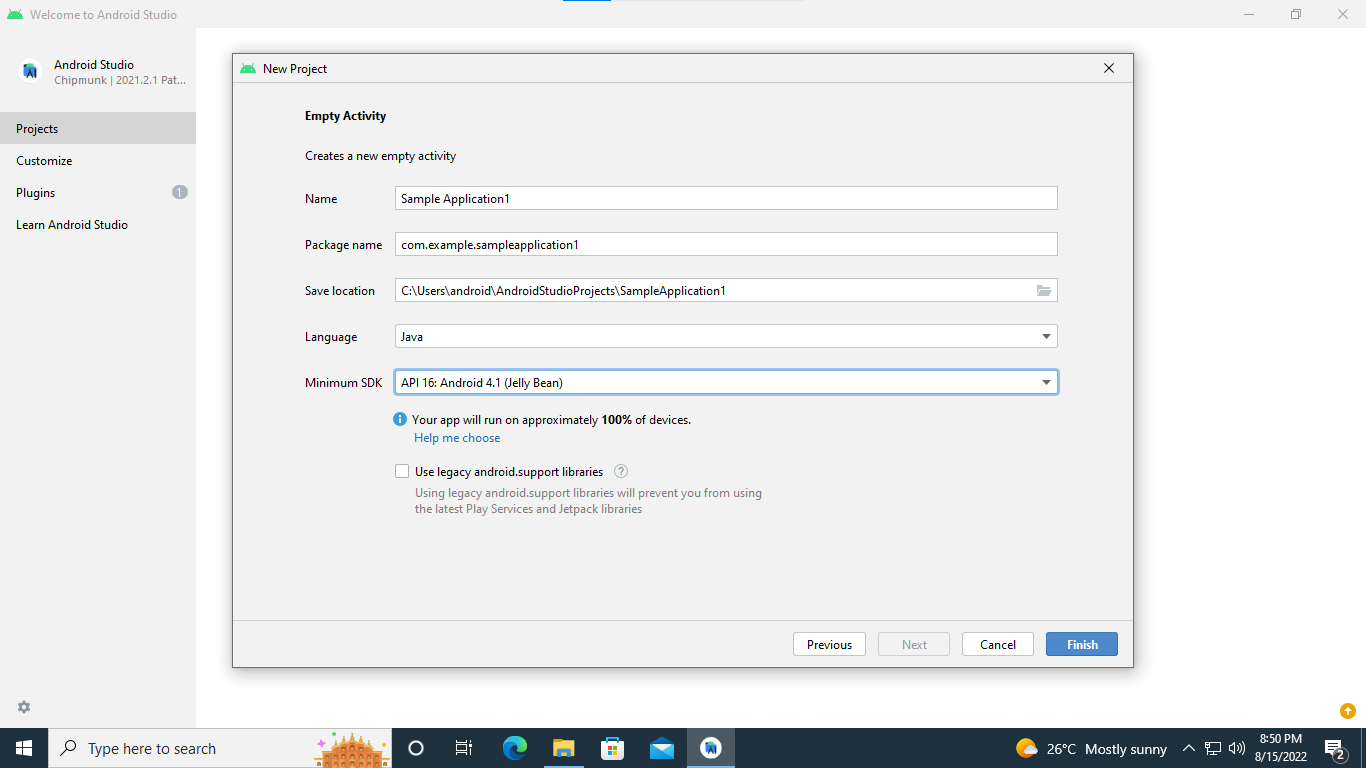 Welcome to Android Studio
Android Studio
Chipmunk | 2021.2.1 Pat...
Projects
Customize
Plugins
1
Learn Android Studio
New Project
Empty Activity
Creates a new empty activity
Name
Sample Application1
Package name
com.example.sampleapplication1
Save location
C:\Users\android\AndroidStudioProjects\SampleApplication1
Language
Java
Minimum SDK
API 16: Android 4.1 (Jelly Bean)
i Your app will run on approximately 100% of devices.
Help me choose
Use legacy android.support libraries ?
Using legacy android.support libraries will prevent you from using
the latest Play Services and Jetpack libraries
Previous
Next
Cancel
Finish
Type here to search
26°C Mostly sunny
8:50 PM
8/15/2022
2